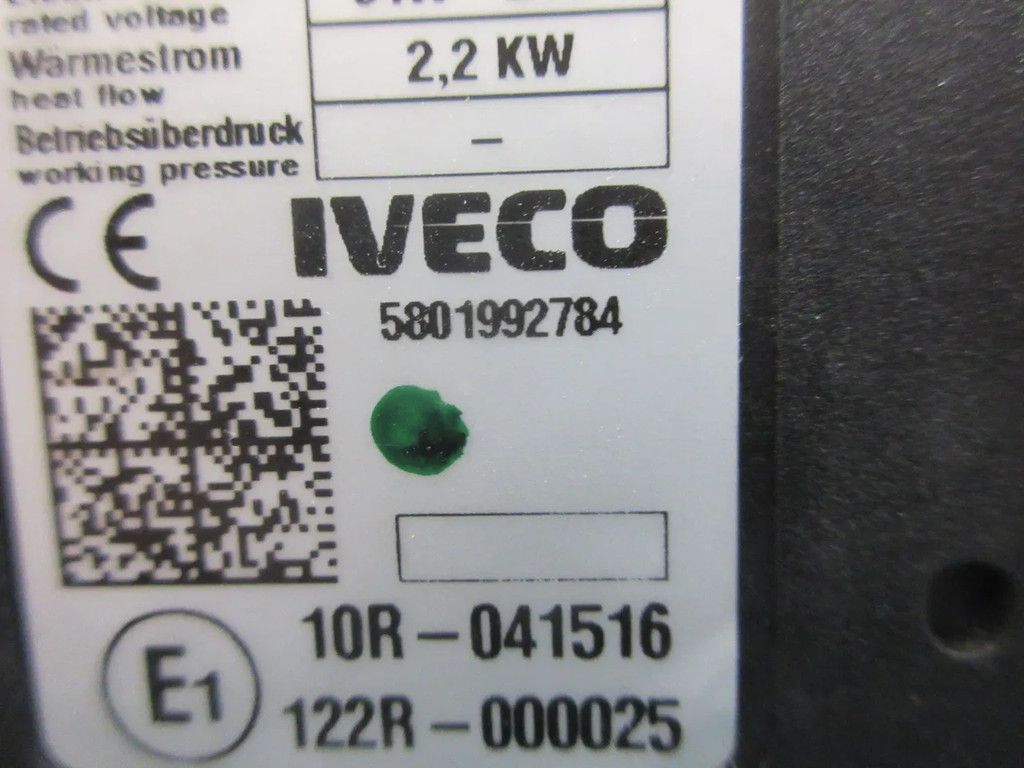 rated voltage
Wärmestrom 2,2 KW
heat flow
Betriebsüberdruck –
working pressure
CE IVECO
5801992784
10R – 041516
E1
122R – 000025